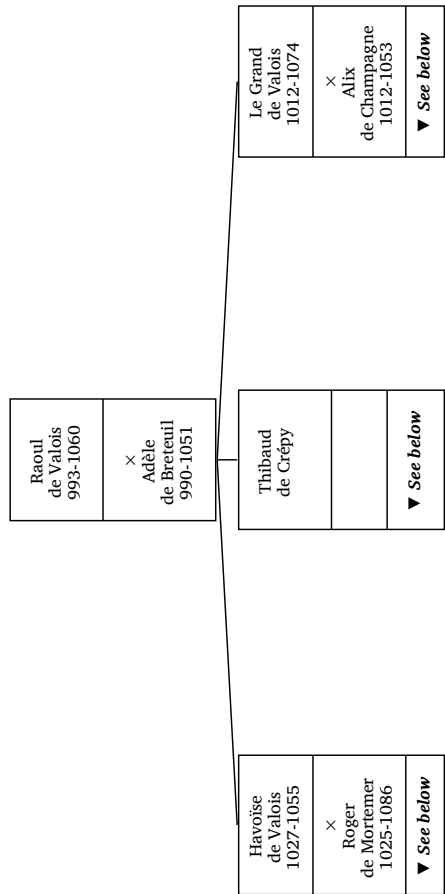 Raoul
de Valois
993-1060
×
Adèle
de Breteuil
990-1051
Havoïse
de Valois
1027-1055
×
Roger
de Mortemer
1025-1086
▼ See below
Thibaud
de Crépy
▼ See below
Le Grand
de Valois
1012-1074
×
Alix
de Champagne
1012-1053
▼ See below